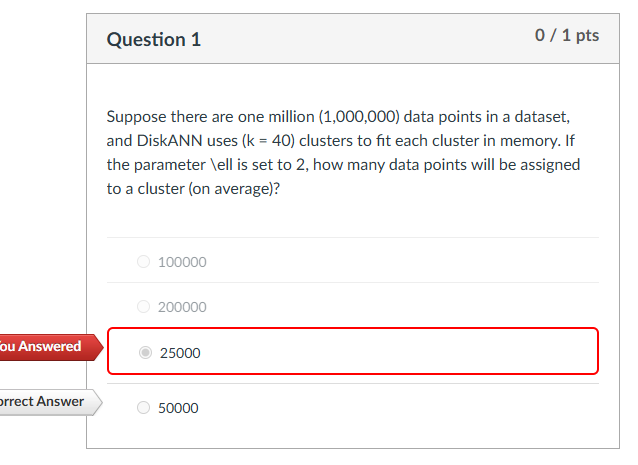 Question 1
0 / 1 pts
Suppose there are one million (1,000,000) data points in a dataset,
and DiskANN uses (k = 40) clusters to fit each cluster in memory. If
the parameter \ell is set to 2, how many data points will be assigned
to a cluster (on average)?
100000
200000
ou Answered
25000
orrect Answer
50000